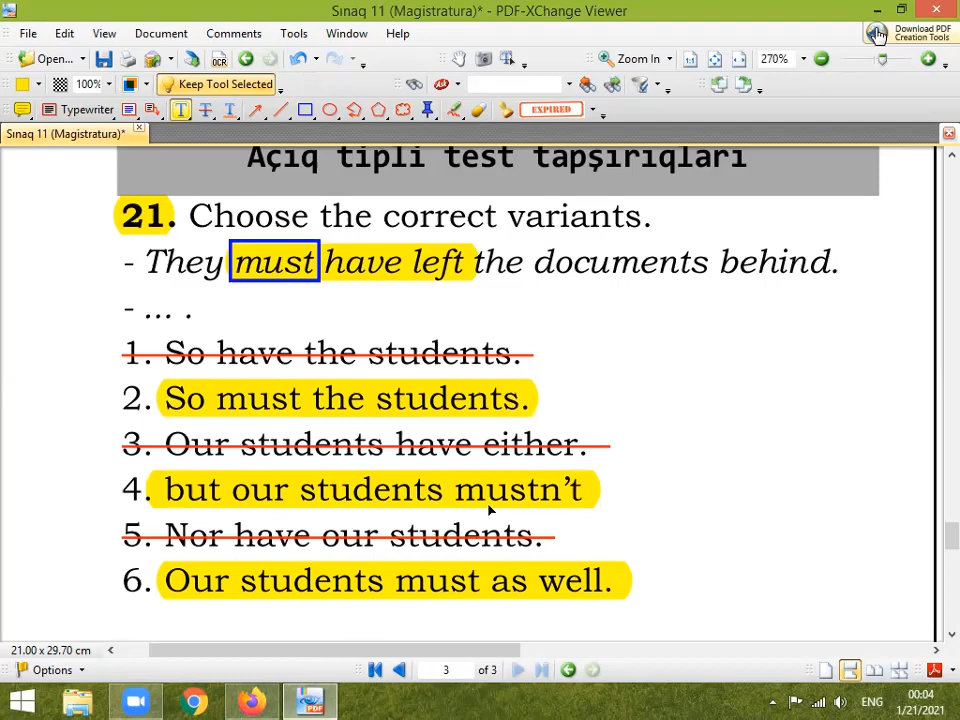 Sınaq 11 (Magistratura)* - PDF-XChange Viewer
File Edit View Document Comments Tools Window Help
Download PDF
Creation Tools
Open... OCR Zoom In 270%
100% Keep Tool Selected
Typewriter T T T EXPIRED
Sınaq 11 (Magistratura)*
Açıq tipli test tapşırıqları
21. Choose the correct variants.
- They must have left the documents behind.
- ... .
1. So have the students.
2. So must the students.
3. Our students have either.
4. but our students mustn’t
5. Nor have our students.
6. Our students must as well.
21.00 x 29.70 cm
Options 3 of 3
PDF ENG 00:04
1/21/2021